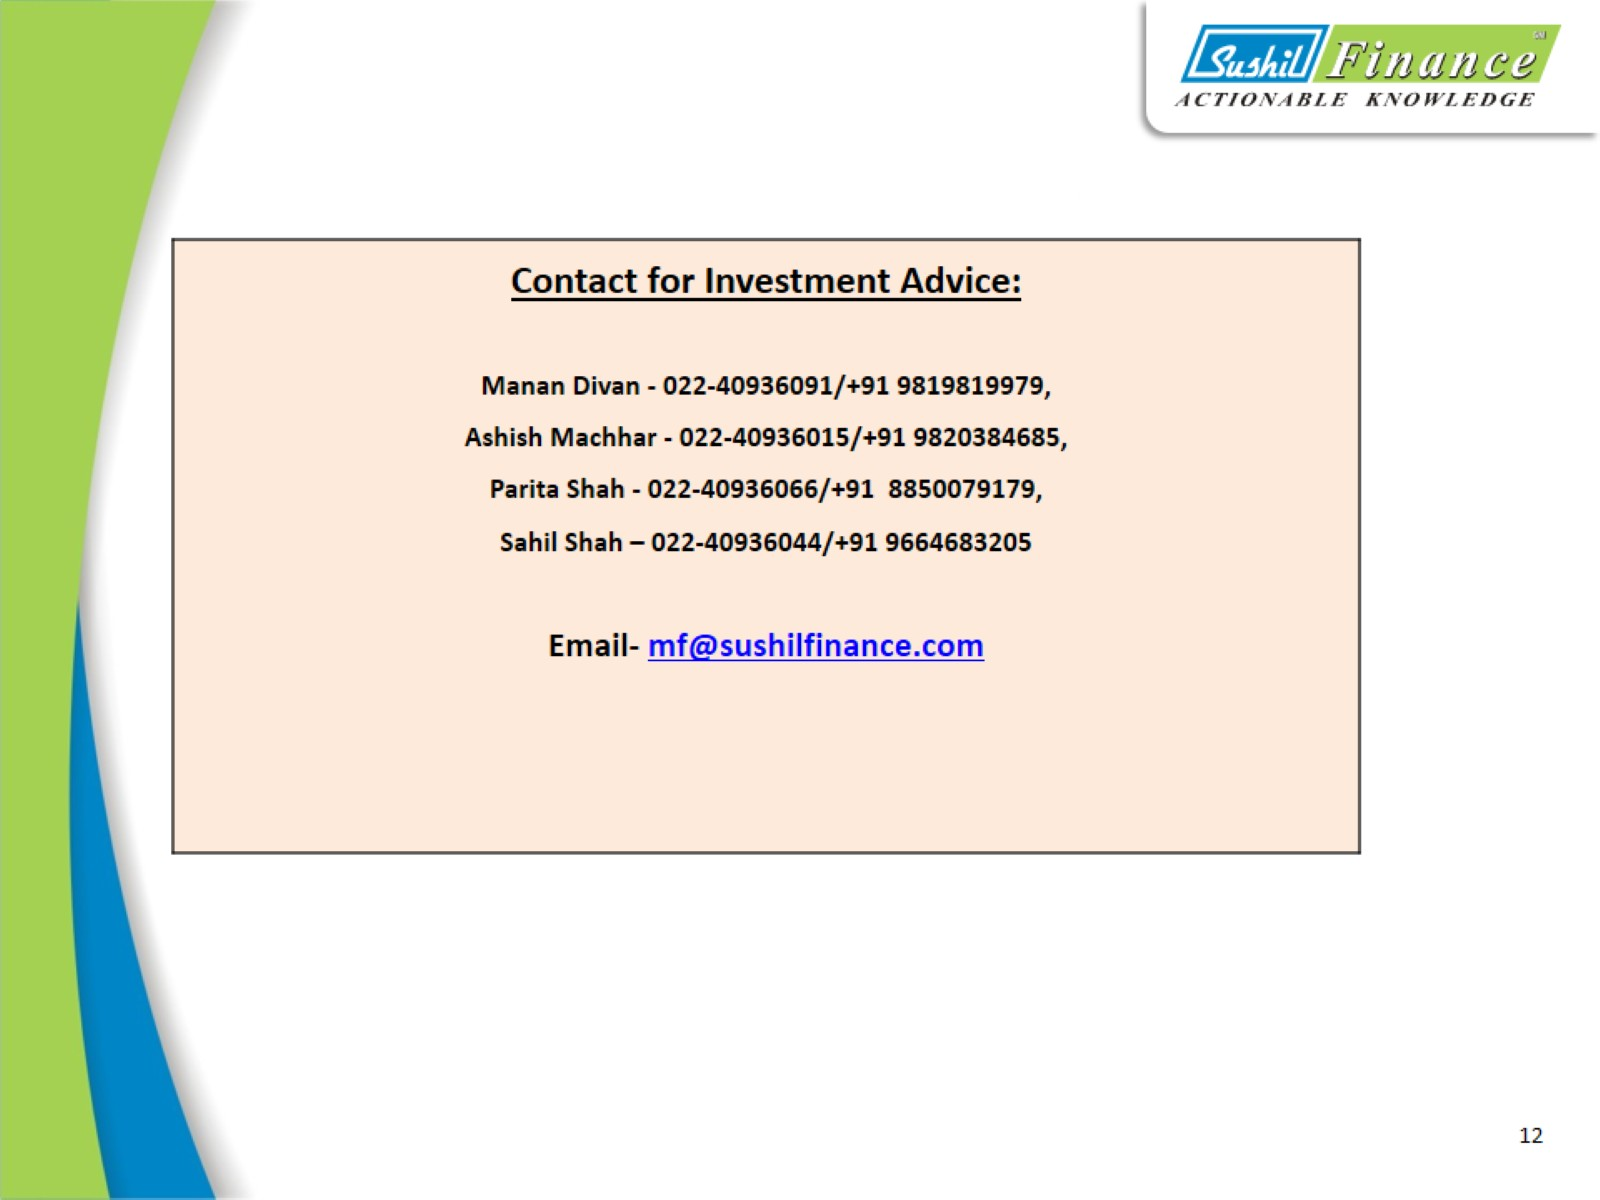 Sushil Finance SM
ACTIONABLE KNOWLEDGE
Contact for Investment Advice:
Manan Divan - 022-40936091/+91 9819819979,
Ashish Machhar - 022-40936015/+91 9820384685,
Parita Shah - 022-40936066/+91  8850079179,
Sahil Shah – 022-40936044/+91 9664683205
Email- mf@sushilfinance.com
12